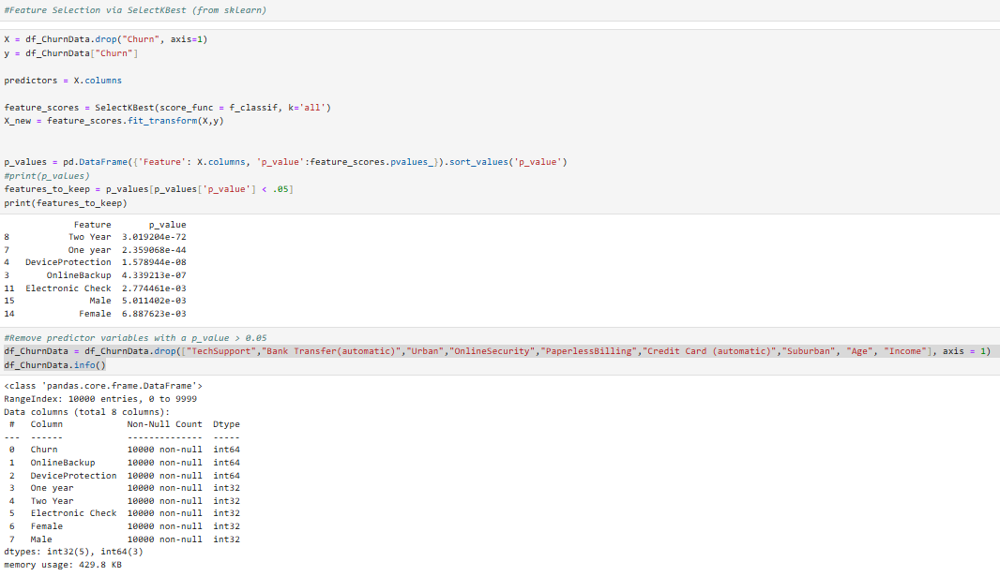 #Feature Selection via SelectKBest (from sklearn)
X = df_ChurnData.drop("Churn", axis=1)
y = df_ChurnData["Churn"]
predictors = X.columns
feature_scores = SelectKBest(score_func = f_classif, k='all')
X_new = feature_scores.fit_transform(X,y)
p_values = pd.DataFrame({'Feature': X.columns, 'p_value':feature_scores.pvalues_}).sort_values('p_value')
#print(p_values)
features_to_keep = p_values[p_values['p_value'] < .05]
print(features_to_keep)
Feature p_value
8 Two Year 3.019204e-72
7 One year 2.359068e-44
4 DeviceProtection 1.578944e-08
3 OnlineBackup 4.339213e-07
11 Electronic Check 2.774461e-03
15 Male 5.011402e-03
14 Female 6.887623e-03
#Remove predictor variables with a p_value > 0.05
df_ChurnData = df_ChurnData.drop(["TechSupport","Bank Transfer(automatic)","Urban","OnlineSecurity","PaperlessBilling","Credit Card (automatic)","Suburban", "Age", "Income"], axis = 1)
df_ChurnData.info()
<class 'pandas.core.frame.DataFrame'>
RangeIndex: 10000 entries, 0 to 9999
Data columns (total 8 columns):
# Column Non-Null Count Dtype
--- ------ -------------- -----
0 Churn 10000 non-null int64
1 OnlineBackup 10000 non-null int64
2 DeviceProtection 10000 non-null int64
3 One year 10000 non-null int32
4 Two Year 10000 non-null int32
5 Electronic Check 10000 non-null int32
6 Female 10000 non-null int32
7 Male 10000 non-null int32
dtypes: int32(5), int64(3)
memory usage: 429.8 KB